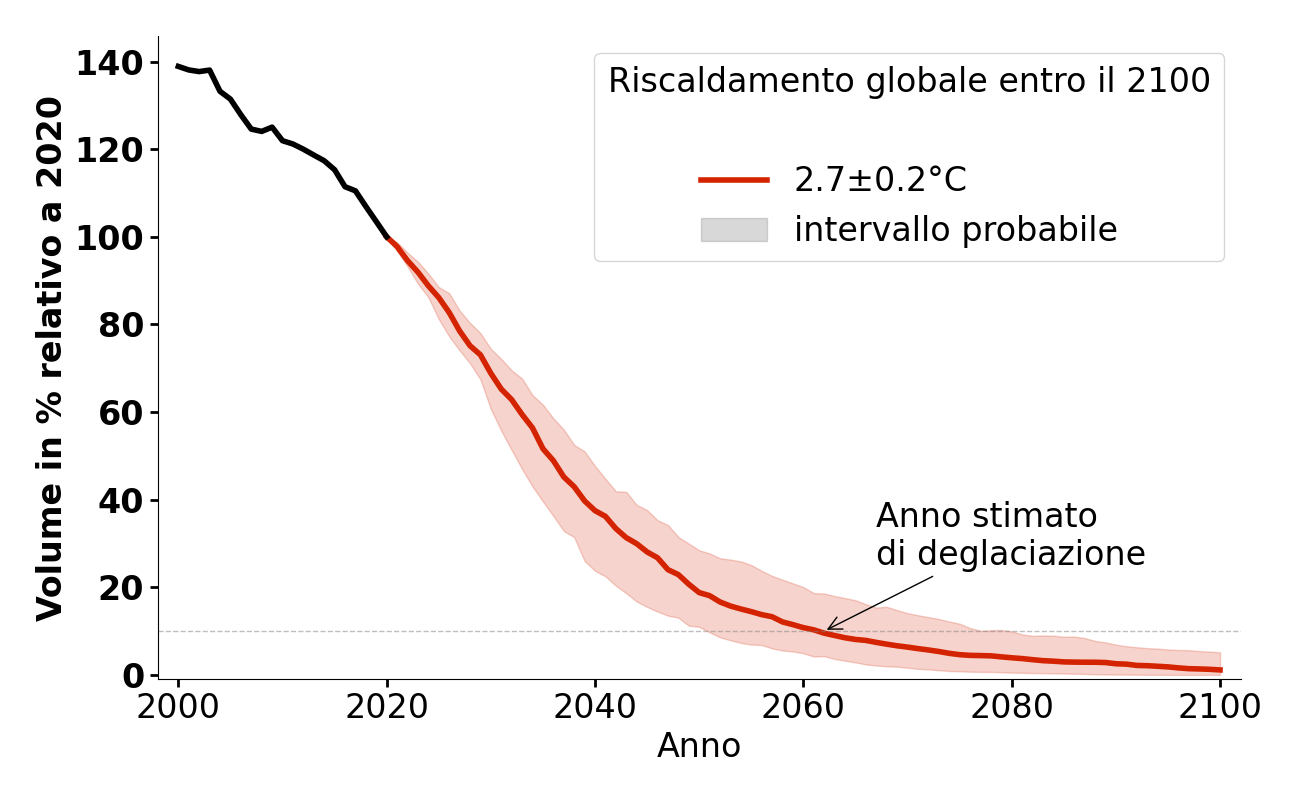 Volume in % relativo a 2020
140
120
100
80
60
40
20
0
Riscaldamento globale entro il 2100
2.7±0.2°C
intervallo probabile
Anno stimato
di deglaciazione
2000 2020 2040 2060 2080 2100
Anno